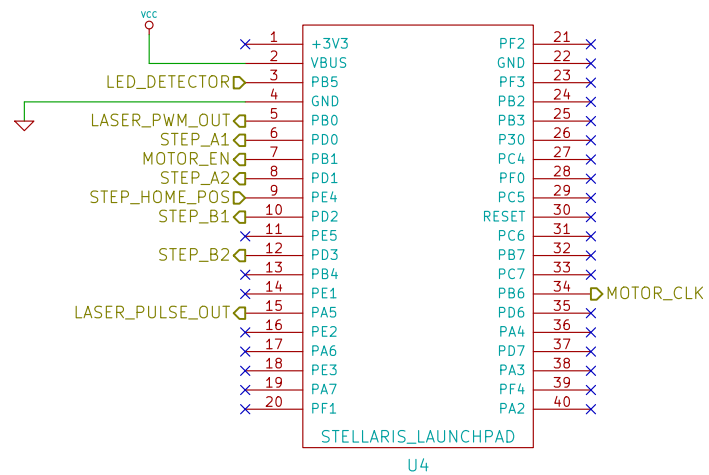 VCC
1 +3V3 PF2 21
2 VBUS GND 22
LED_DETECTOR 3 PB5 PF3 23
4 GND PB2 24
LASER_PWM_OUT 5 PB0 PB3 25
STEP_A1 6 PD0 P30 26
MOTOR_EN 7 PB1 PC4 27
STEP_A2 8 PD1 PF0 28
STEP_HOME_POS 9 PE4 PC5 29
STEP_B1 10 PD2 RESET 30
11 PE5 PC6 31
STEP_B2 12 PD3 PB7 32
13 PB4 PC7 33
14 PE1 PB6 34 MOTOR_CLK
LASER_PULSE_OUT 15 PA5 PD6 35
16 PE2 PA4 36
17 PA6 PD7 37
18 PE3 PA3 38
19 PA7 PF4 39
20 PF1 PA2 40
STELLARIS_LAUNCHPAD
U4